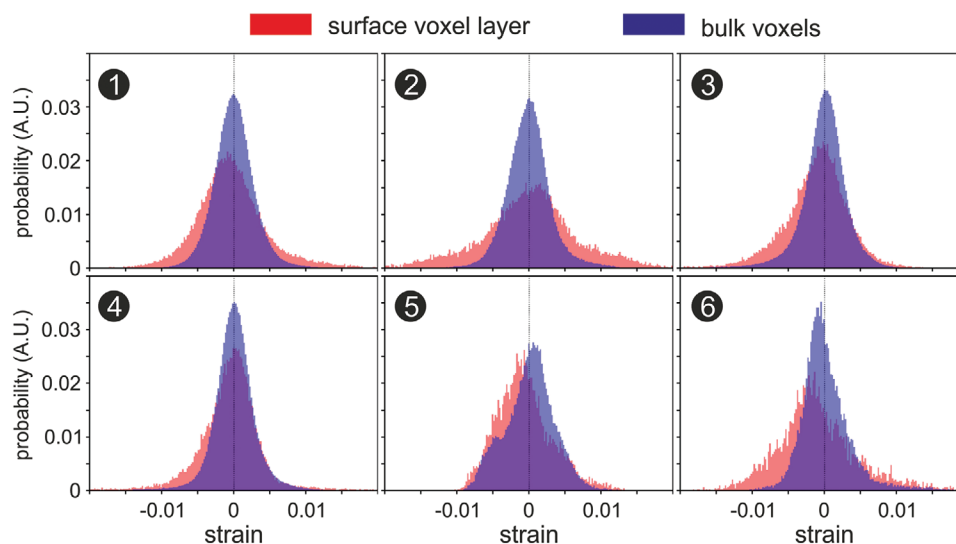 surface voxel layer bulk voxels
1 2 3
probability (A.U.)
0.03
0.02
0.01
0
4 5 6
probability (A.U.)
0.03
0.02
0.01
0
-0.01 0 0.01 -0.01 0 0.01 -0.01 0 0.01
strain strain strain